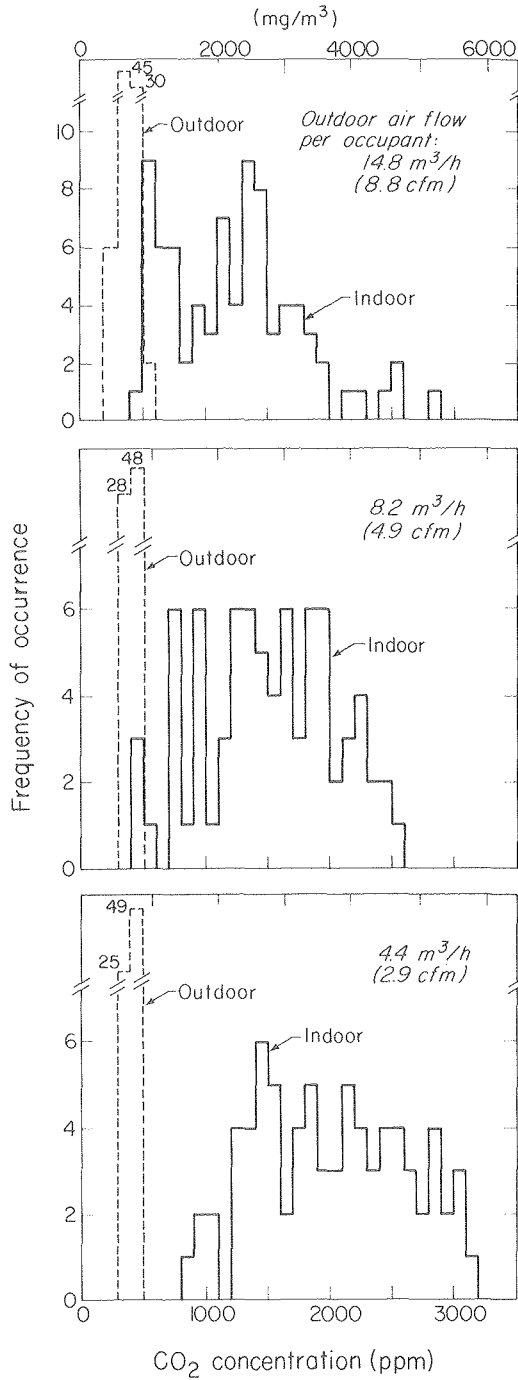 (mg/m³)
0 2000 4000 6000
45
30
Outdoor
Outdoor air flow
per occupant:
14.8 m³/h
(8.8 cfm)
Indoor
10
8
6
4
2
0
48
28
8.2 m³/h
(4.9 cfm)
Outdoor
Indoor
6
4
2
0
Frequency of occurrence
49
25
4.4 m³/h
(2.9 cfm)
Outdoor
Indoor
6
4
2
0
0 1000 2000 3000
CO₂ concentration (ppm)